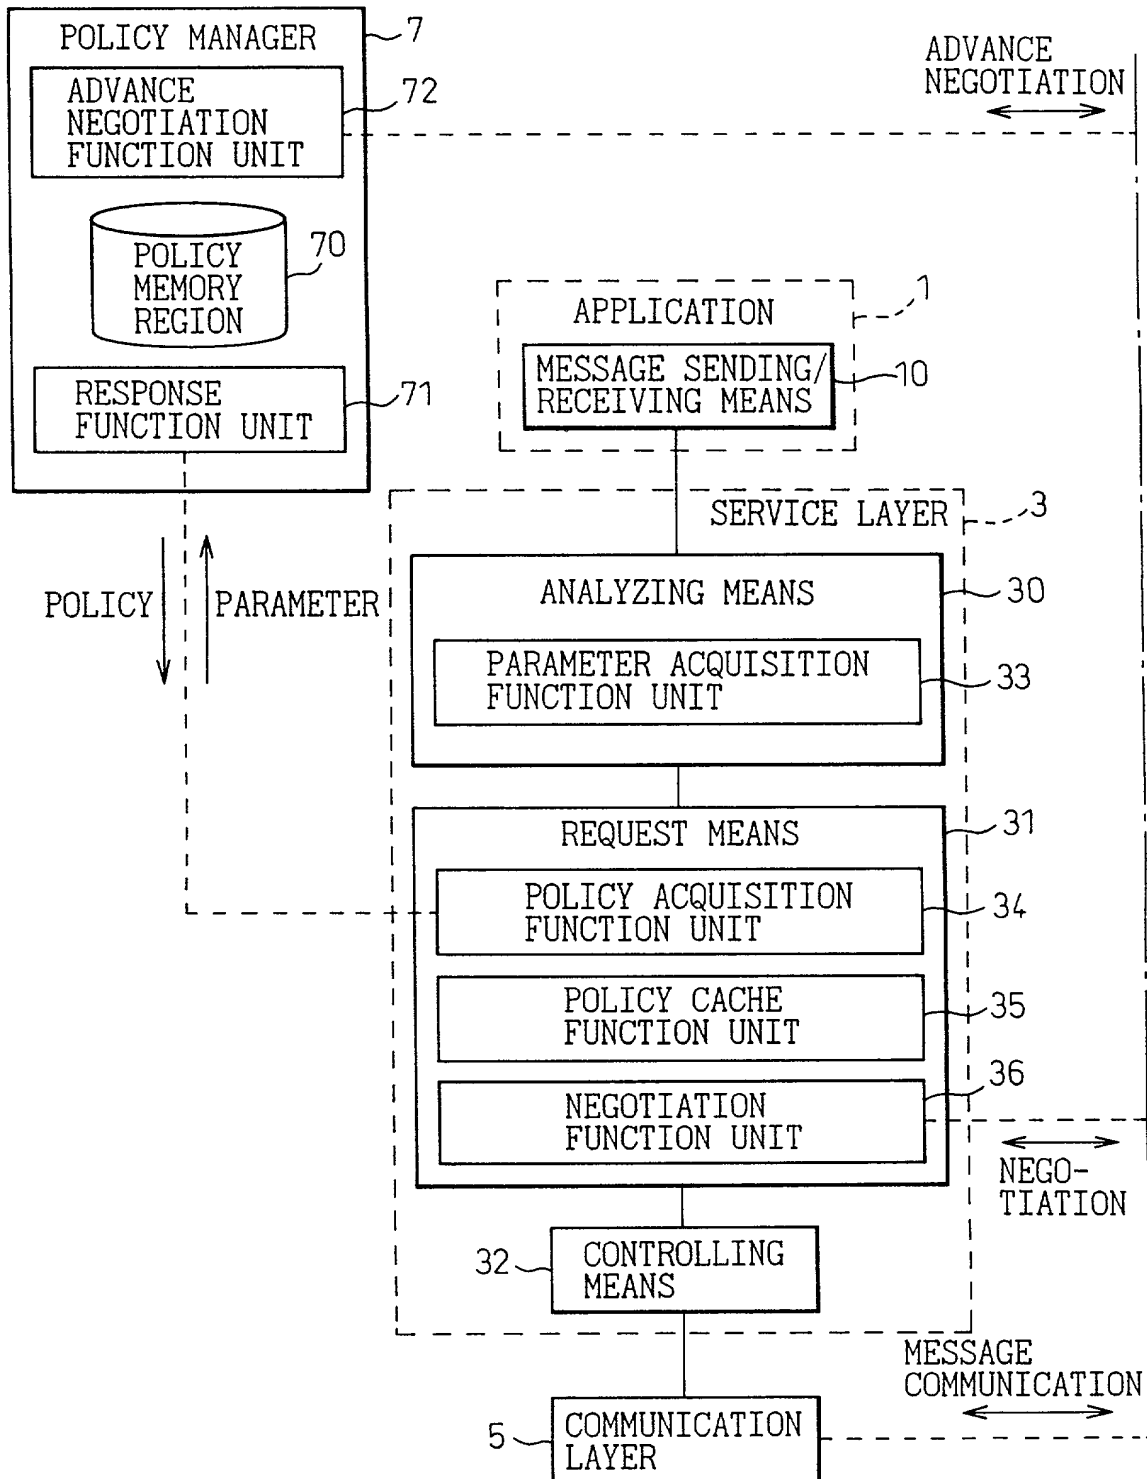 POLICY MANAGER
7
ADVANCE
NEGOTIATION
FUNCTION UNIT
72
POLICY
MEMORY
REGION
70
RESPONSE
FUNCTION UNIT
71
ADVANCE
NEGOTIATION
APPLICATION
1
MESSAGE SENDING/
RECEIVING MEANS
10
SERVICE LAYER
3
POLICY
PARAMETER
ANALYZING MEANS
30
PARAMETER ACQUISITION
FUNCTION UNIT
33
REQUEST MEANS
31
POLICY ACQUISITION
FUNCTION UNIT
34
POLICY CACHE
FUNCTION UNIT
35
NEGOTIATION
FUNCTION UNIT
36
NEGO-
TIATION
32
CONTROLLING
MEANS
MESSAGE
COMMUNICATION
5
COMMUNICATION
LAYER